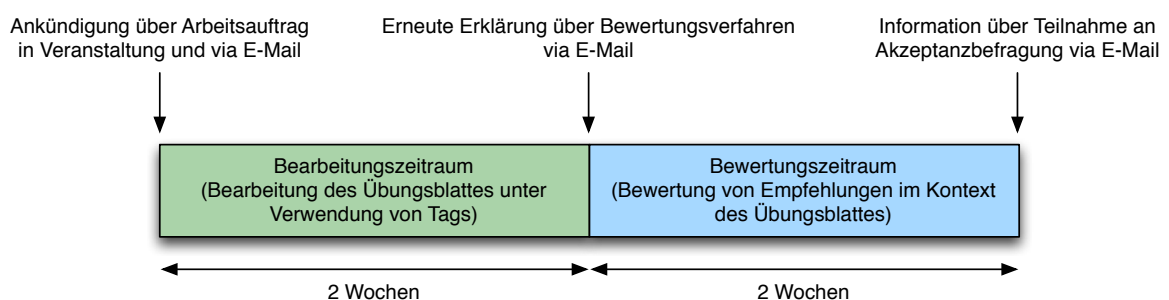 Ankündigung über Arbeitsauftrag
in Veranstaltung und via E-Mail
Erneute Erklärung über Bewertungsverfahren
via E-Mail
Information über Teilnahme an
Akzeptanzbefragung via E-Mail
Bearbeitungszeitraum
(Bearbeitung des Übungsblattes unter
Verwendung von Tags)
Bewertungszeitraum
(Bewertung von Empfehlungen im Kontext
des Übungsblattes)
2 Wochen
2 Wochen